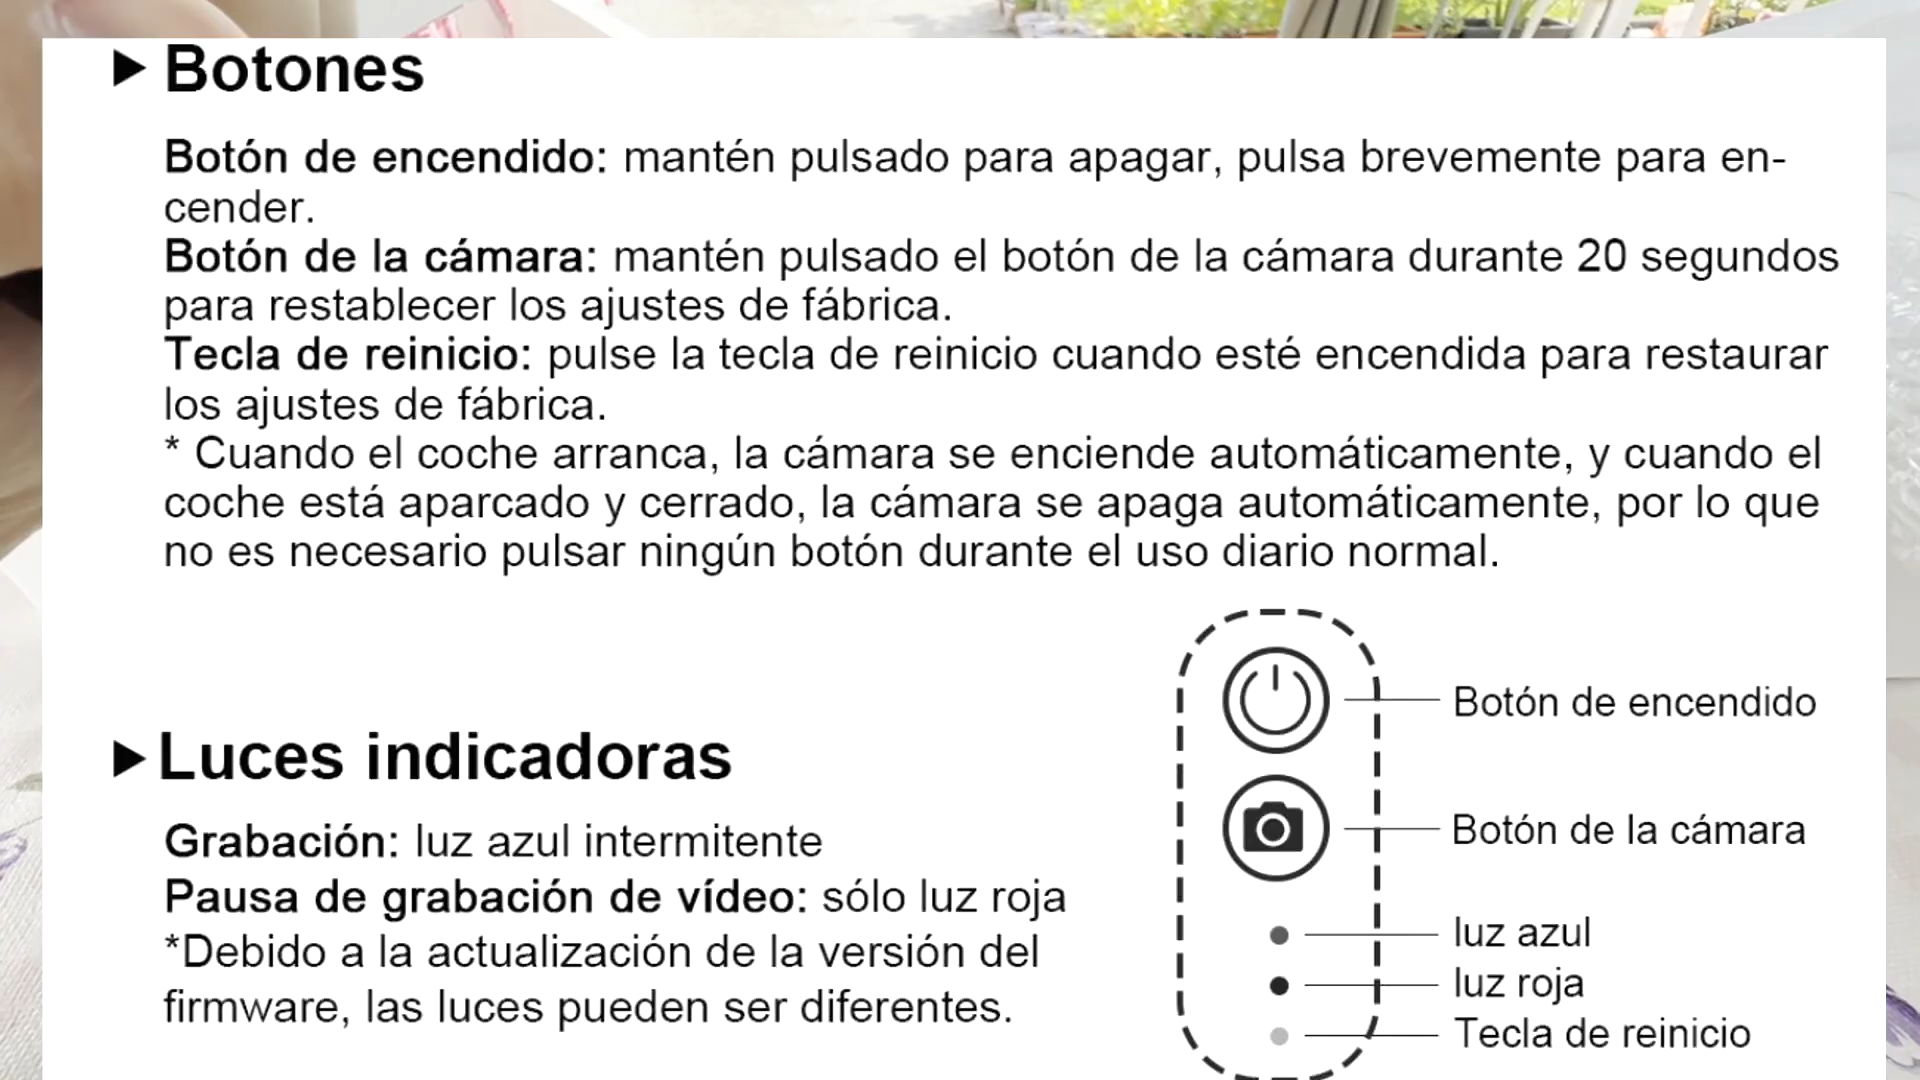 Botones
Botón de encendido: mantén pulsado para apagar, pulsa brevemente para en-
cender.
Botón de la cámara: mantén pulsado el botón de la cámara durante 20 segundos
para restablecer los ajustes de fábrica.
Tecla de reinicio: pulse la tecla de reinicio cuando esté encendida para restaurar
los ajustes de fábrica.
* Cuando el coche arranca, la cámara se enciende automáticamente, y cuando el
coche está aparcado y cerrado, la cámara se apaga automáticamente, por lo que
no es necesario pulsar ningún botón durante el uso diario normal.
Luces indicadoras
Grabación: luz azul intermitente
Pausa de grabación de vídeo: sólo luz roja
*Debido a la actualización de la versión del
firmware, las luces pueden ser diferentes.
Botón de encendido
Botón de la cámara
luz azul
luz roja
Tecla de reinicio